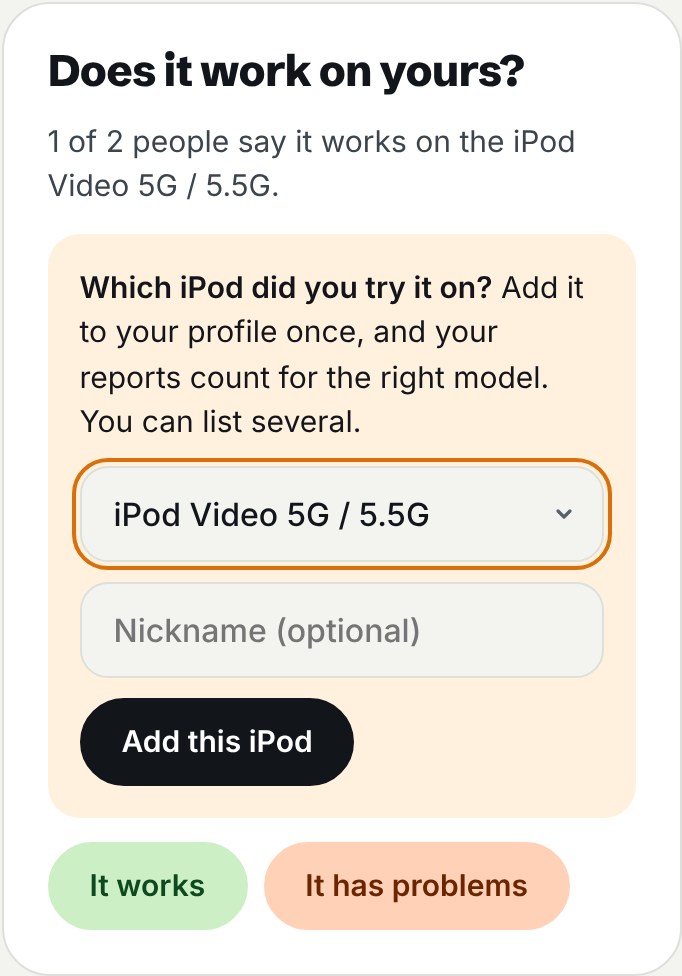 Does it work on yours?
1 of 2 people say it works on the iPod
Video 5G / 5.5G.
Which iPod did you try it on? Add it
to your profile once, and your
reports count for the right model.
You can list several.
iPod Video 5G / 5.5G
Nickname (optional)
Add this iPod
It works
It has problems